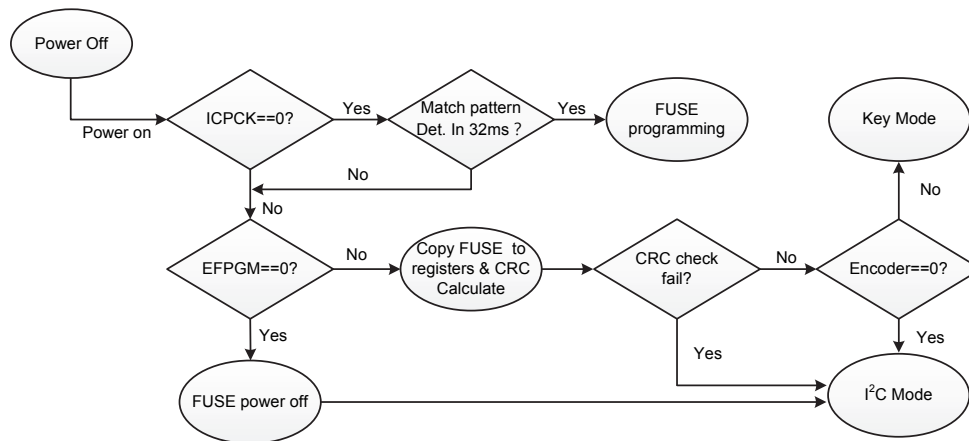 Power Off
Power on
ICPCK==0?
Yes
Match pattern
Det. In 32ms ?
Yes
FUSE
programming
Key Mode
No
No
No
EFPGM==0?
No
Copy FUSE to
registers & CRC
Calculate
CRC check
fail?
No
Encoder==0?
Yes
Yes
Yes
FUSE power off
I²C Mode